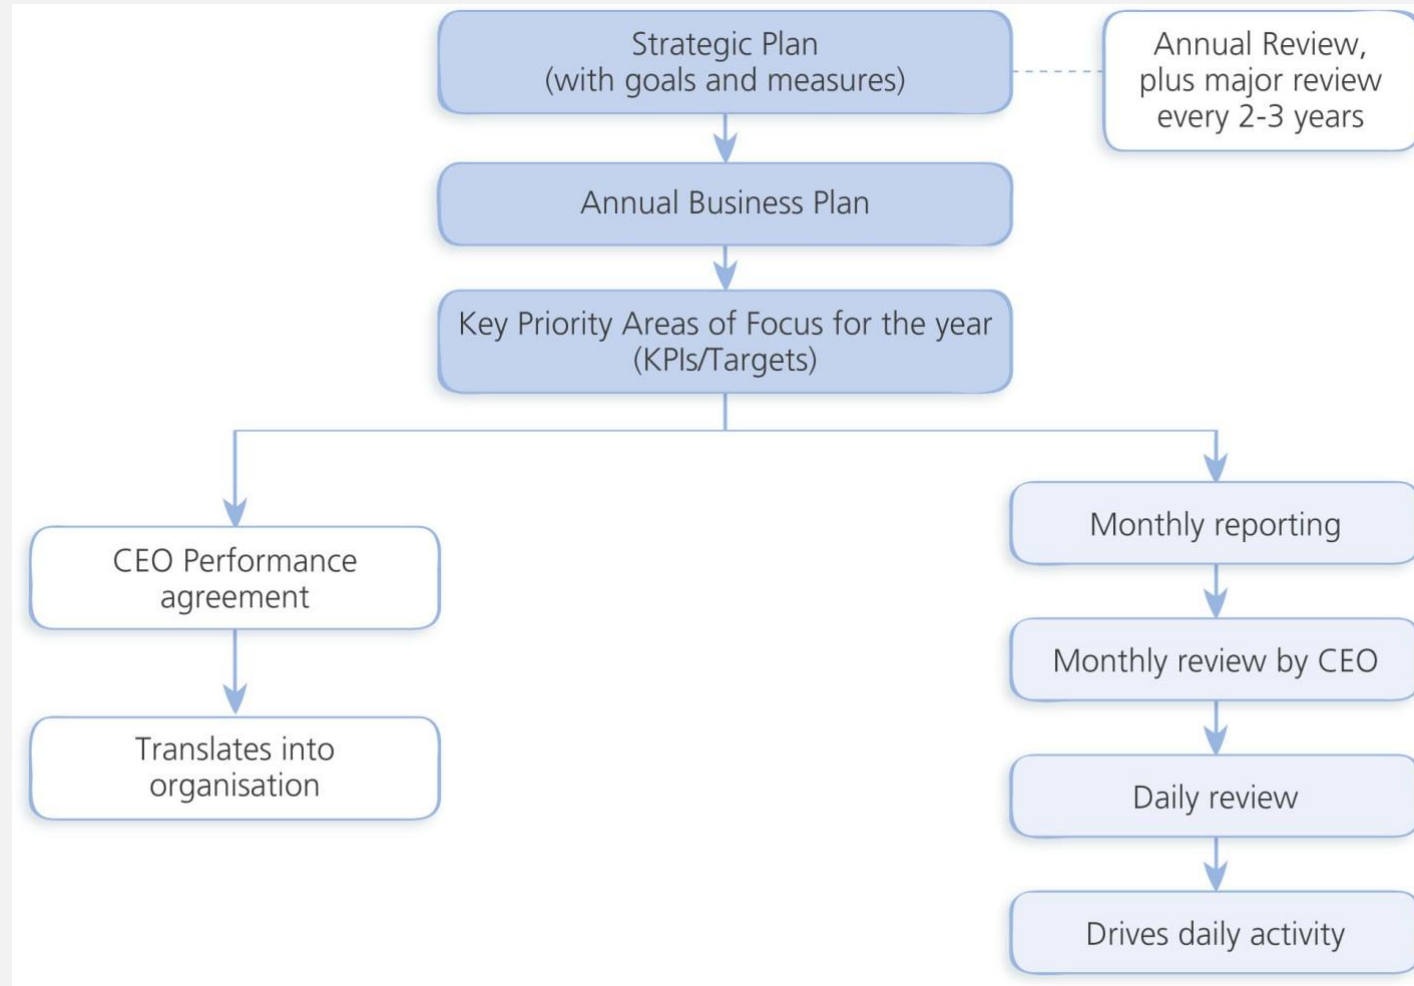 Strategic Plan
(with goals and measures)
Annual Review,
plus major review
every 2-3 years
Annual Business Plan
Key Priority Areas of Focus for the year
(KPIs/Targets)
CEO Performance
agreement
Translates into
organisation
Monthly reporting
Monthly review by CEO
Daily review
Drives daily activity